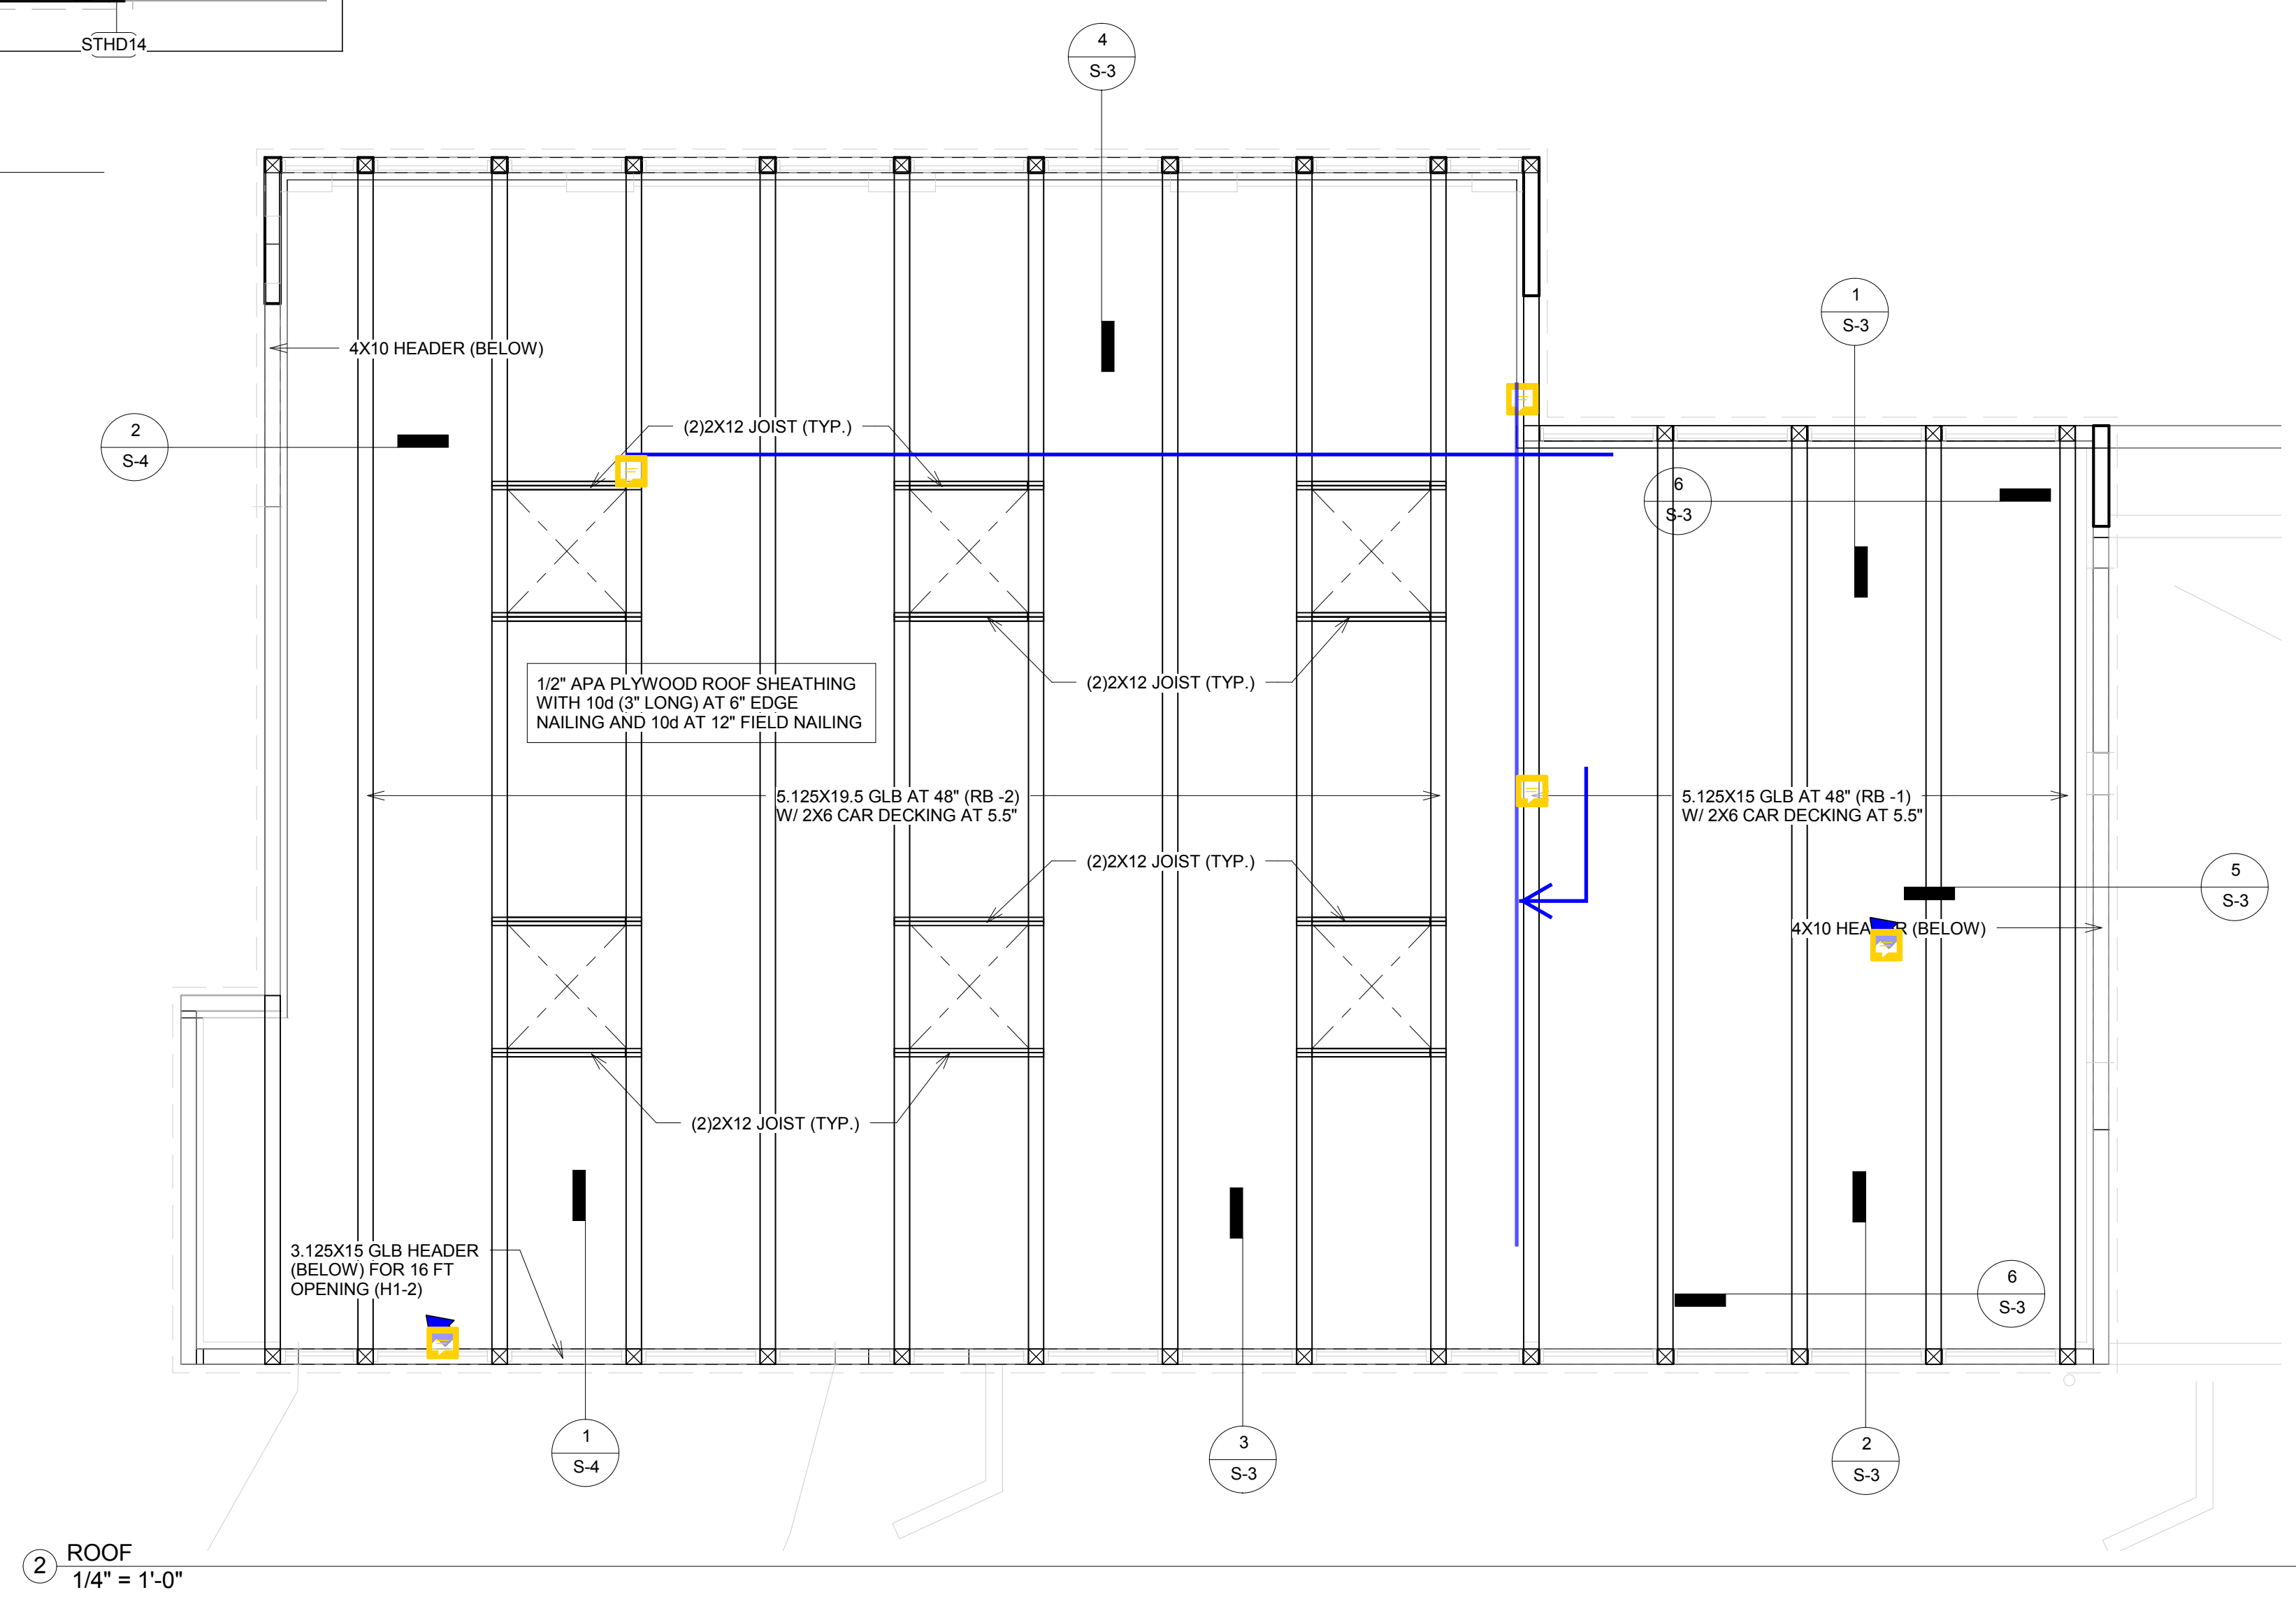 STHD14
4
S-3
1
S-3
4X10 HEADER (BELOW)
2
S-4
(2)2X12 JOIST (TYP.)
6
S-3
1/2" APA PLYWOOD ROOF SHEATHING
WITH 10d (3" LONG) AT 6" EDGE
NAILING AND 10d AT 12" FIELD NAILING
(2)2X12 JOIST (TYP.)
5.125X19.5 GLB AT 48" (RB -2)
W/ 2X6 CAR DECKING AT 5.5"
5.125X15 GLB AT 48" (RB -1)
W/ 2X6 CAR DECKING AT 5.5"
(2)2X12 JOIST (TYP.)
5
S-3
4X10 (BELOW)
(2)2X12 JOIST (TYP.)
3.125X15 GLB HEADER
(BELOW) FOR 16 FT
OPENING (H1-2)
6
S-3
1
S-4
3
S-3
2
S-3
2
ROOF
1/4" = 1'-0"